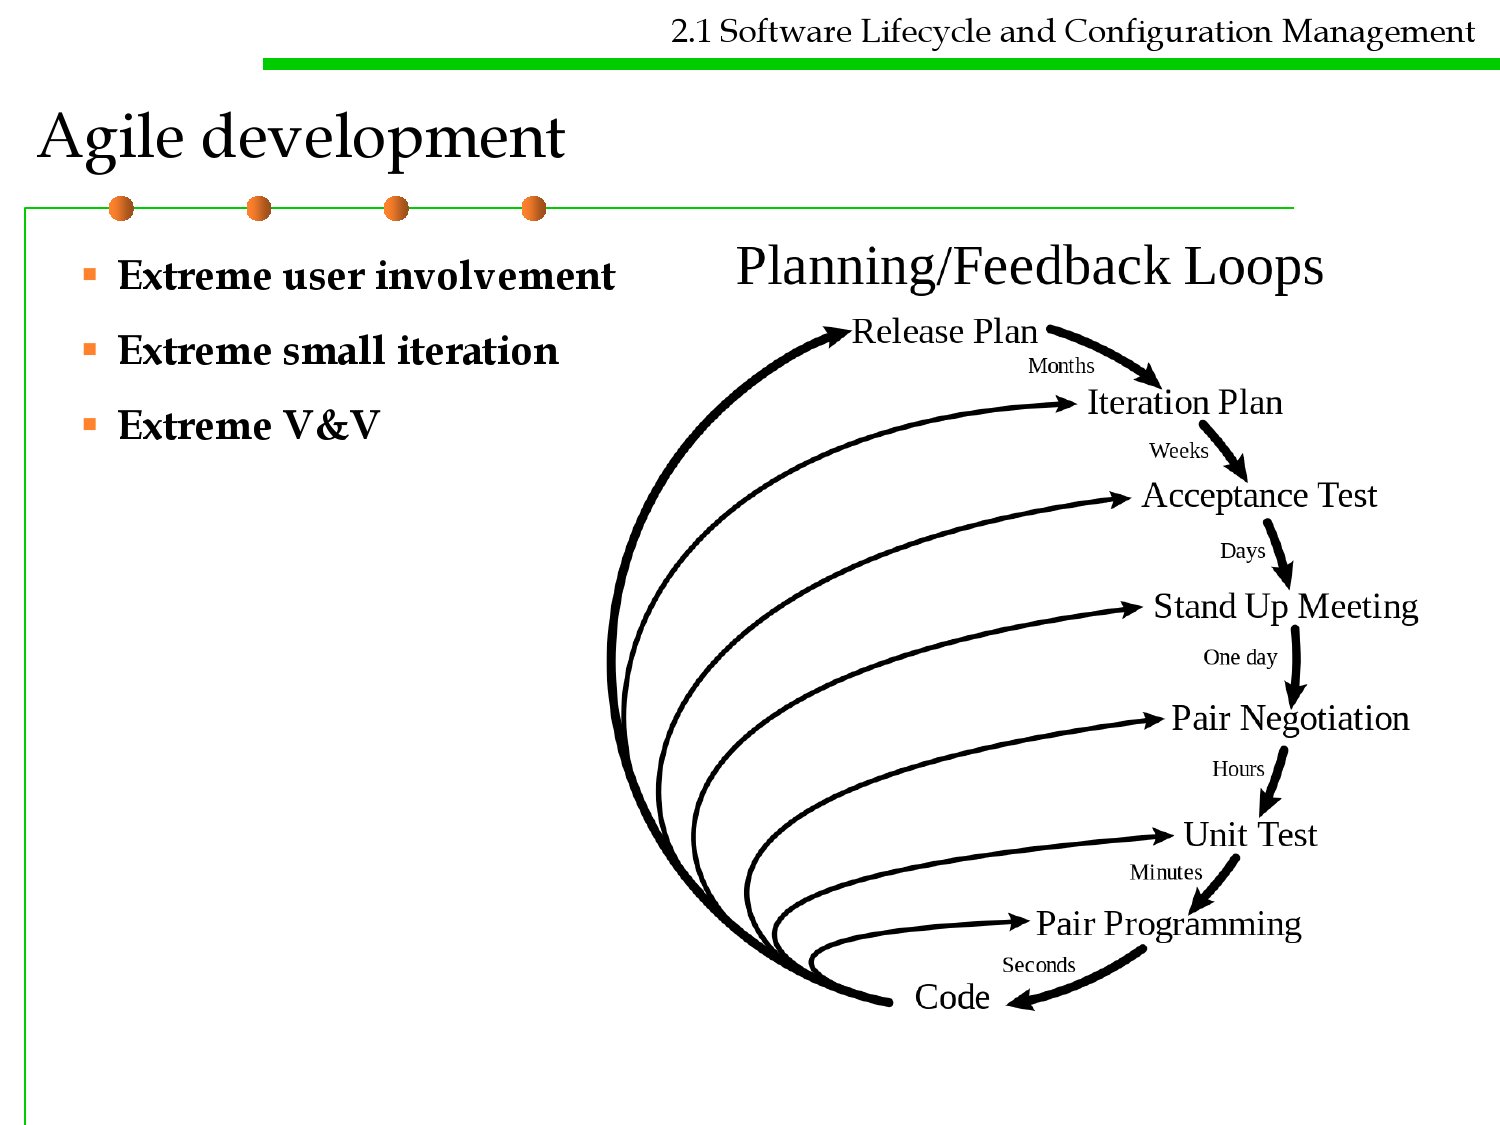 2.1 Software Lifecycle and Configuration Management
Agile development
Extreme user involvement
Extreme small iteration
Extreme V&V
Planning/Feedback Loops
Release Plan
Months
Iteration Plan
Weeks
Acceptance Test
Days
Stand Up Meeting
One day
Pair Negotiation
Hours
Unit Test
Minutes
Pair Programming
Seconds
Code